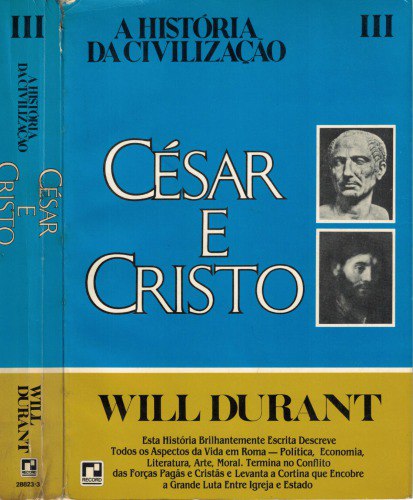 III
A HISTÓRIA
DA CIVILIZAÇÃO
CÉSAR
E
CRISTO
WILL
DURANT
RECORD
28623-3
A HISTÓRIA
DA CIVILIZAÇÃO
III
CÉSAR
E
CRISTO
WILL DURANT
RECORD
Esta História Brilhantemente Escrita Descreve
Todos os Aspectos da Vida em Roma — Política, Economia,
Literatura, Arte, Moral. Termina no Conflito
das Forças Pagãs e Cristãs e Levanta a Cortina que Encobre
a Grande Luta Entre Igreja e Estado